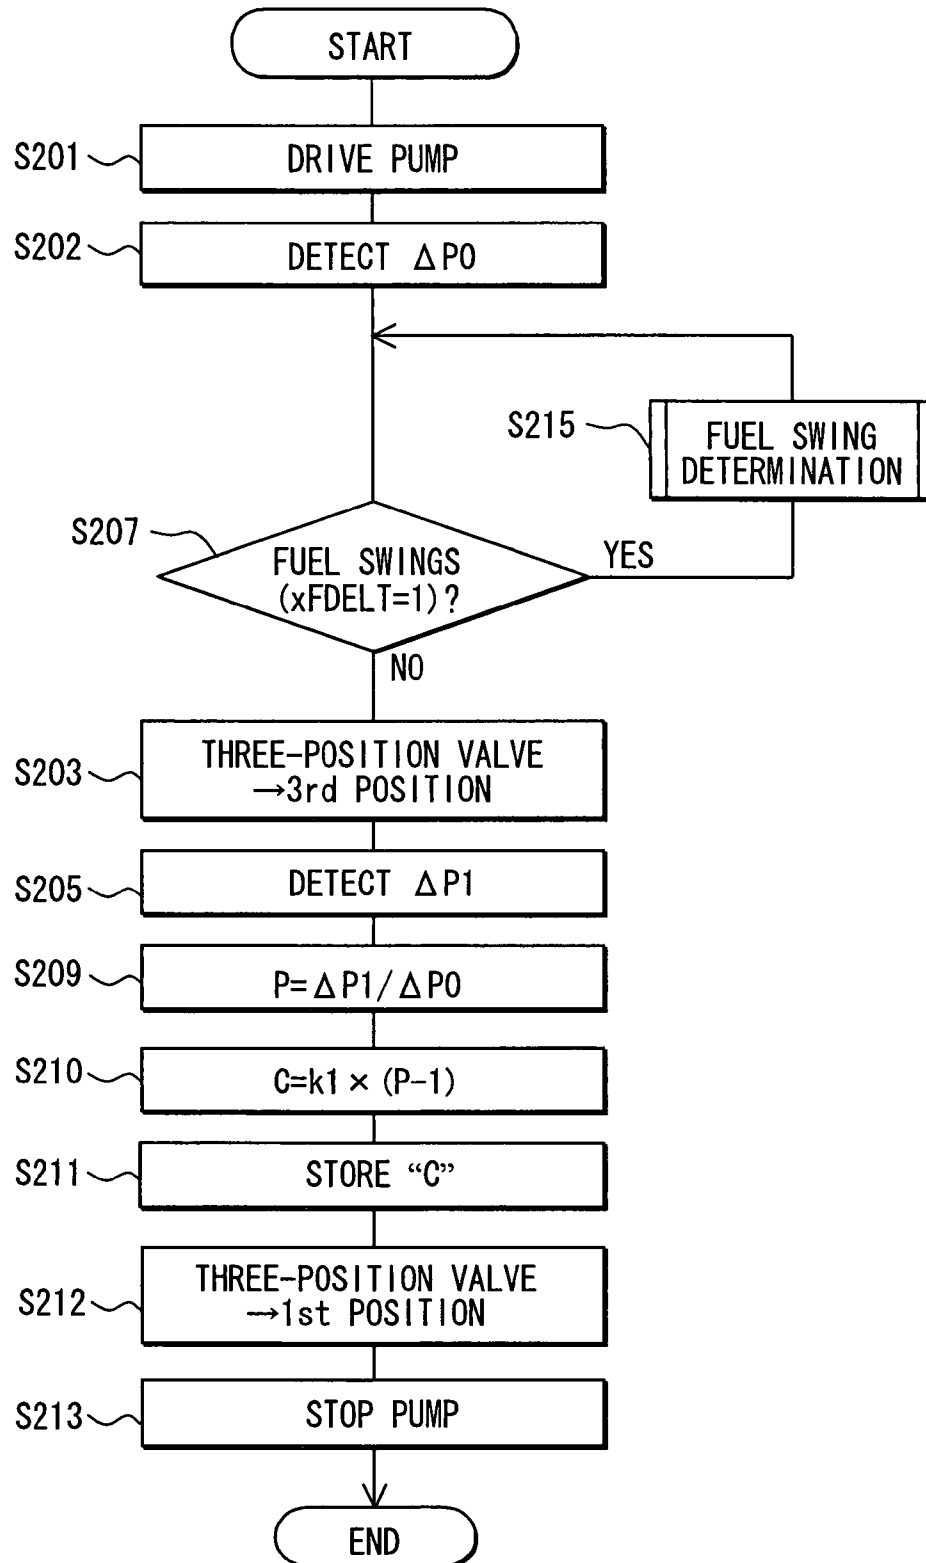 START
S201
DRIVE PUMP
S202
DETECT ΔP0
S215
FUEL SWING
DETERMINATION
S207
FUEL SWINGS
(xFDELT=1)?
YES
NO
S203
THREE-POSITION VALVE
→3rd POSITION
S205
DETECT ΔP1
S209
P=ΔP1/ΔP0
S210
C=k1×(P-1)
S211
STORE “C”
S212
THREE-POSITION VALVE
→1st POSITION
S213
STOP PUMP
END